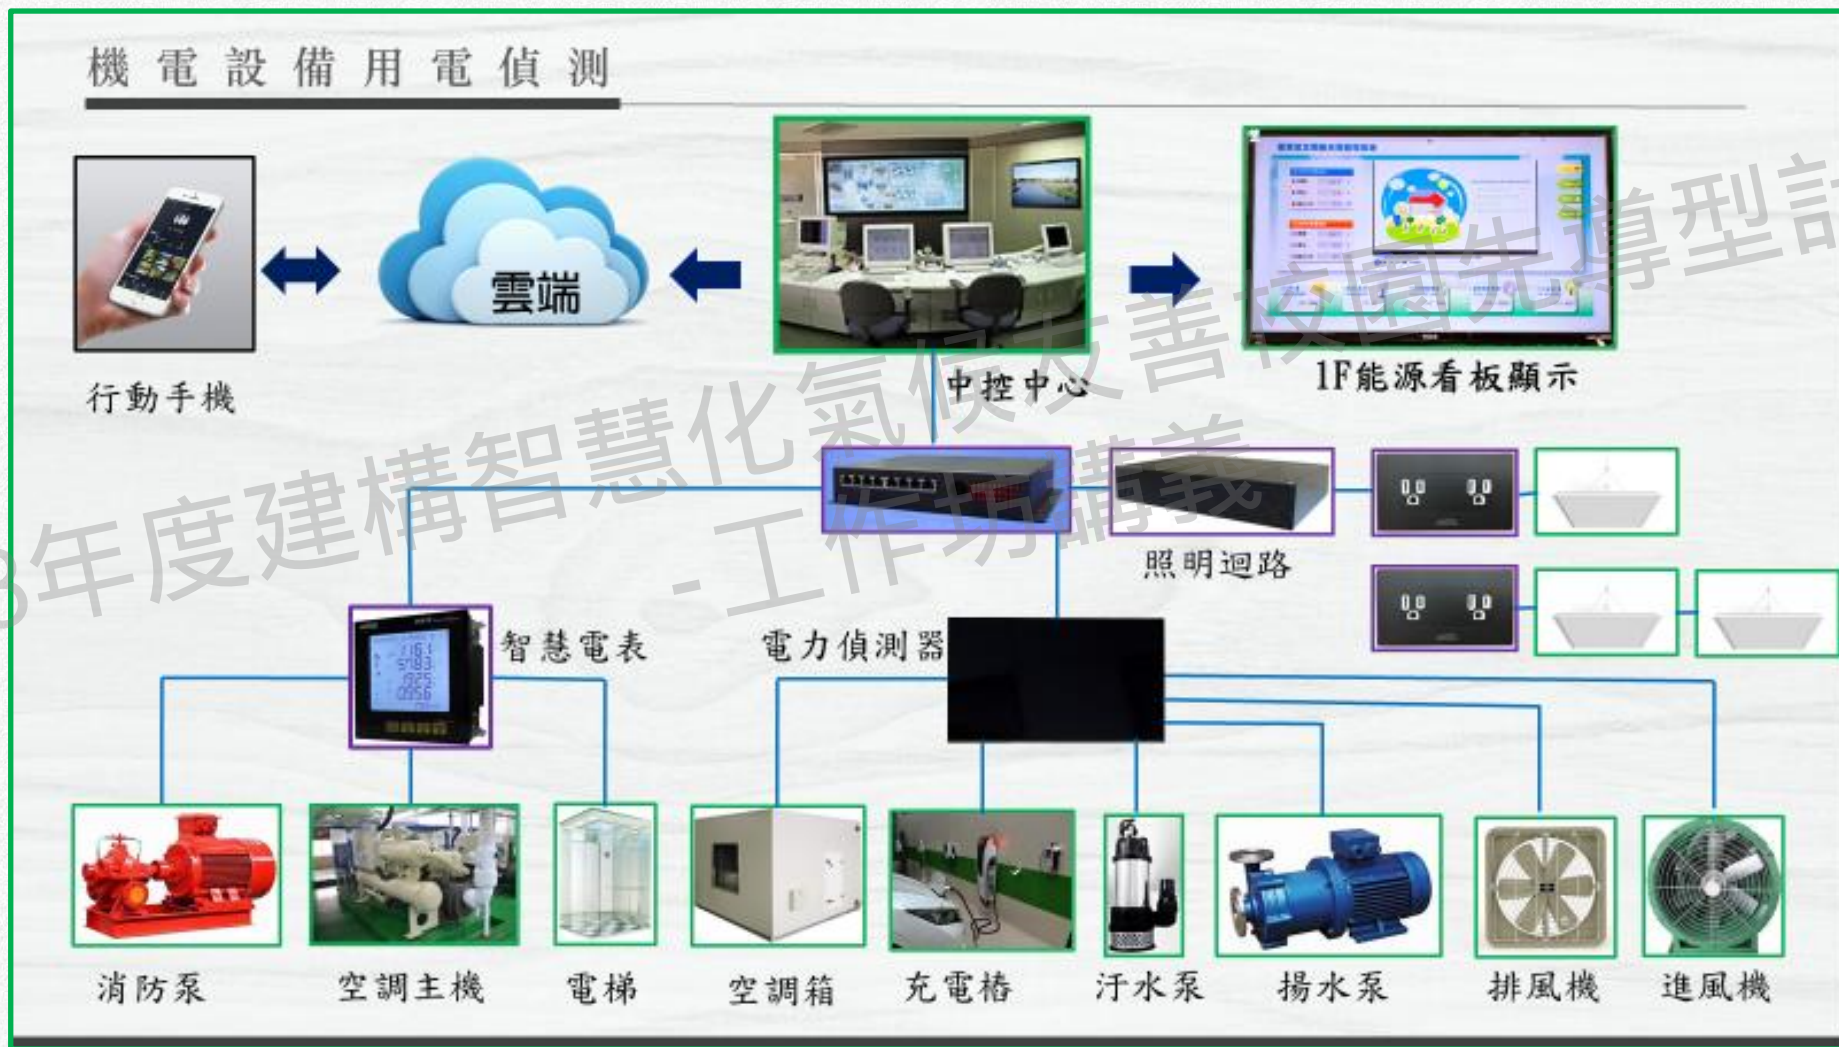 機電設備用電偵測
雲端
行動手機
中控中心
1F能源看板顯示
3年度建構智慧化氣候友善校園先導型計
-工作坊講義
照明迴路
智慧電表
電力偵測器
消防泵
空調主機
電梯
空調箱
充電樁
汙水泵
揚水泵
排風機
進風機